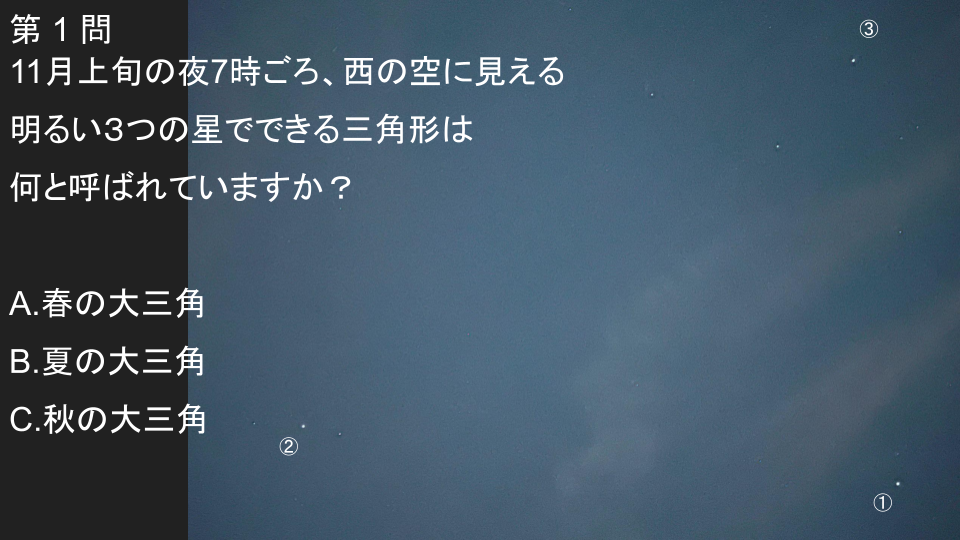 第 1 問
11月上旬の夜7時ごろ、西の空に見える
明るい３つの星でできる三角形は
何と呼ばれていますか？
A.春の大三角
B.夏の大三角
C.秋の大三角
③
②
①